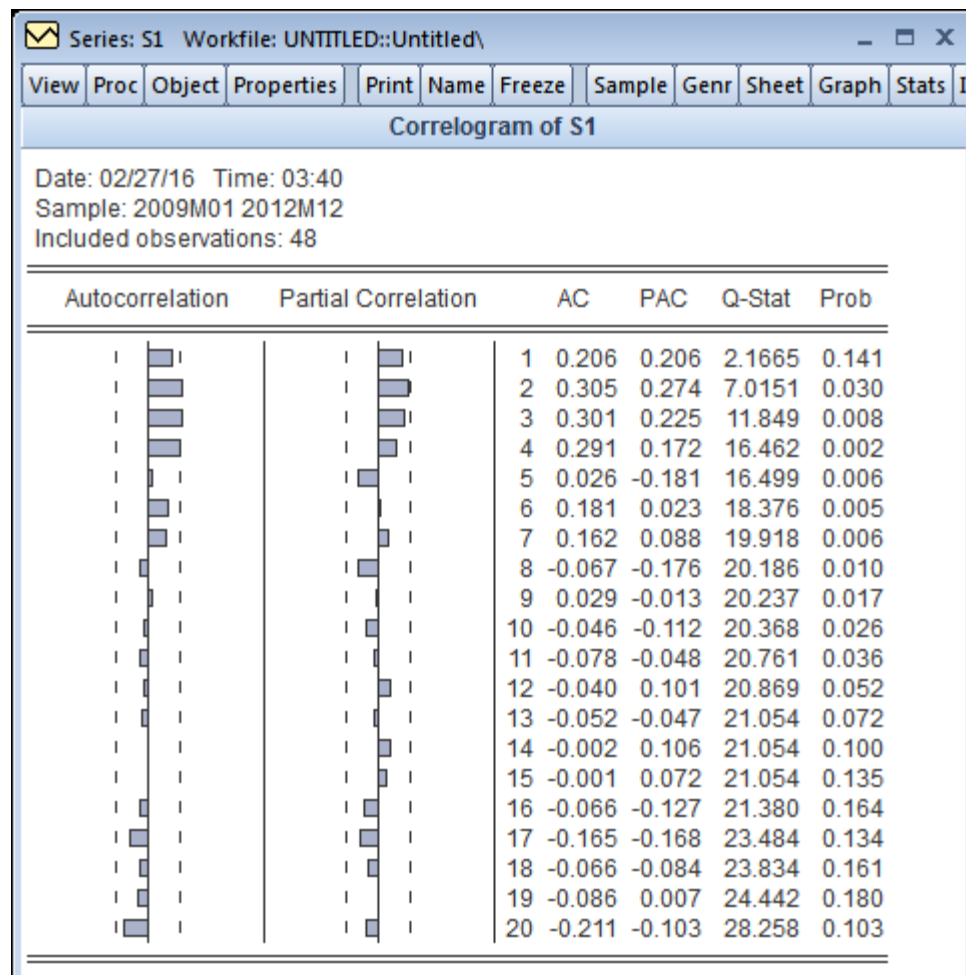 Series: S1 Workfile: UNTITLED::Untitled\
View Proc Object Properties Print Name Freeze Sample Genr Sheet Graph Stats I
Correlogram of S1
Date: 02/27/16 Time: 03:40
Sample: 2009M01 2012M12
Included observations: 48
Autocorrelation Partial Correlation AC PAC Q-Stat Prob
1 0.206 0.206 2.1665 0.141
2 0.305 0.274 7.0151 0.030
3 0.301 0.225 11.849 0.008
4 0.291 0.172 16.462 0.002
5 0.026 -0.181 16.499 0.006
6 0.181 0.023 18.376 0.005
7 0.162 0.088 19.918 0.006
8 -0.067 -0.176 20.186 0.010
9 0.029 -0.013 20.237 0.017
10 -0.046 -0.112 20.368 0.026
11 -0.078 -0.048 20.761 0.036
12 -0.040 0.101 20.869 0.052
13 -0.052 -0.047 21.054 0.072
14 -0.002 0.106 21.054 0.100
15 -0.001 0.072 21.054 0.135
16 -0.066 -0.127 21.380 0.164
17 -0.165 -0.168 23.484 0.134
18 -0.066 -0.084 23.834 0.161
19 -0.086 0.007 24.442 0.180
20 -0.211 -0.103 28.258 0.103